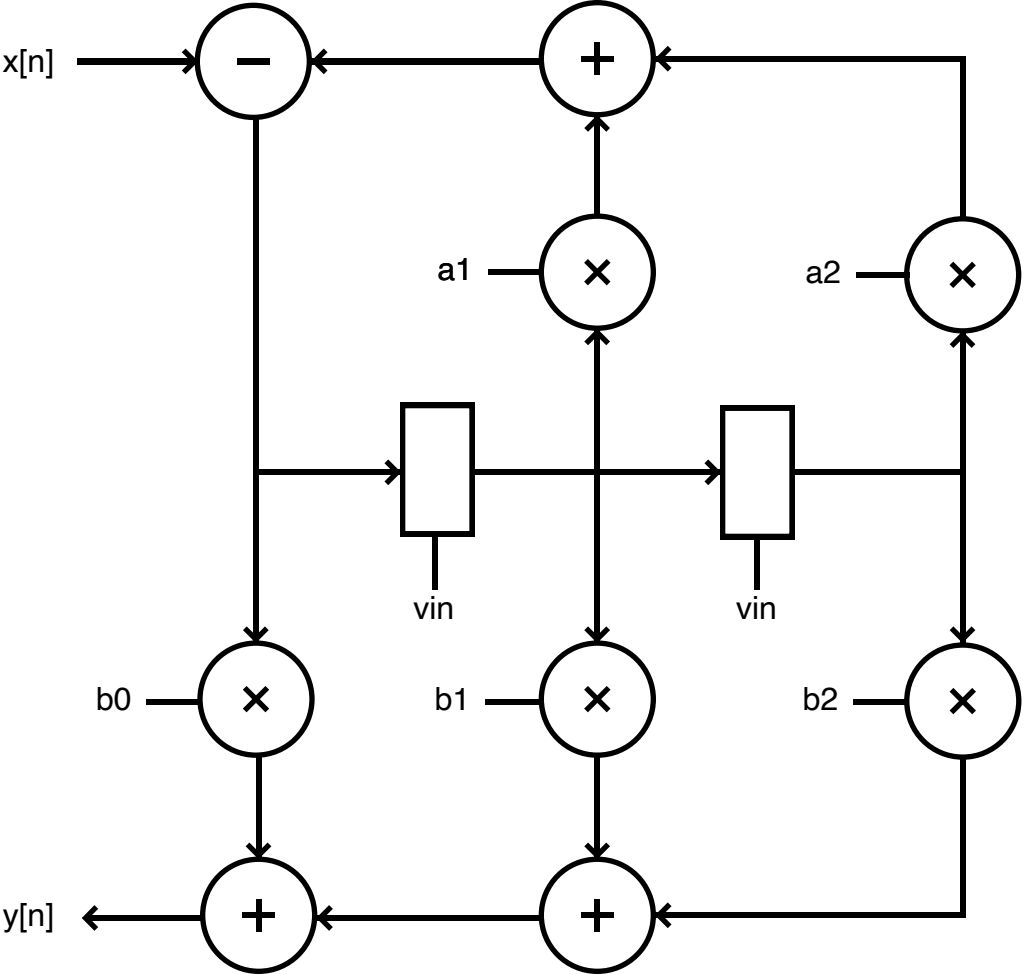 x[n]
−
+
a1
×
a2
×
vin
vin
b0
×
b1
×
b2
×
y[n]
+
+